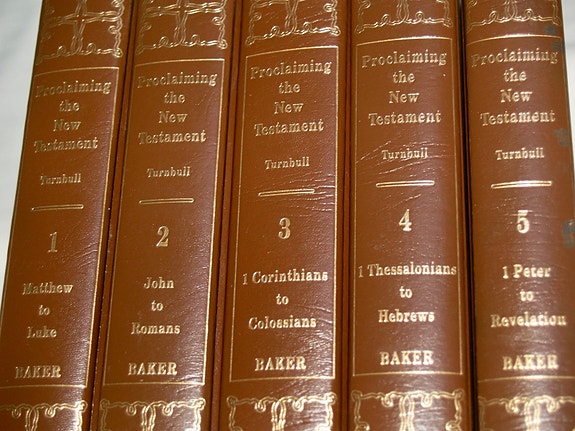 Proclaiming
the
New
Testament
Turnbull
1
Matthew
to
Luke
BAKER
Proclaiming
the
New
Testament
Turnbull
2
John
to
Romans
BAKER
Proclaiming
the
New
Testament
Turnbull
3
1 Corinthians
to
Colossians
BAKER
Proclaiming
the
New
Testament
Turnbull
4
1 Thessalonians
to
Hebrews
BAKER
Proclaiming
the
New
Testament
Turnbull
5
1 Peter
to
Revelation
BAKER